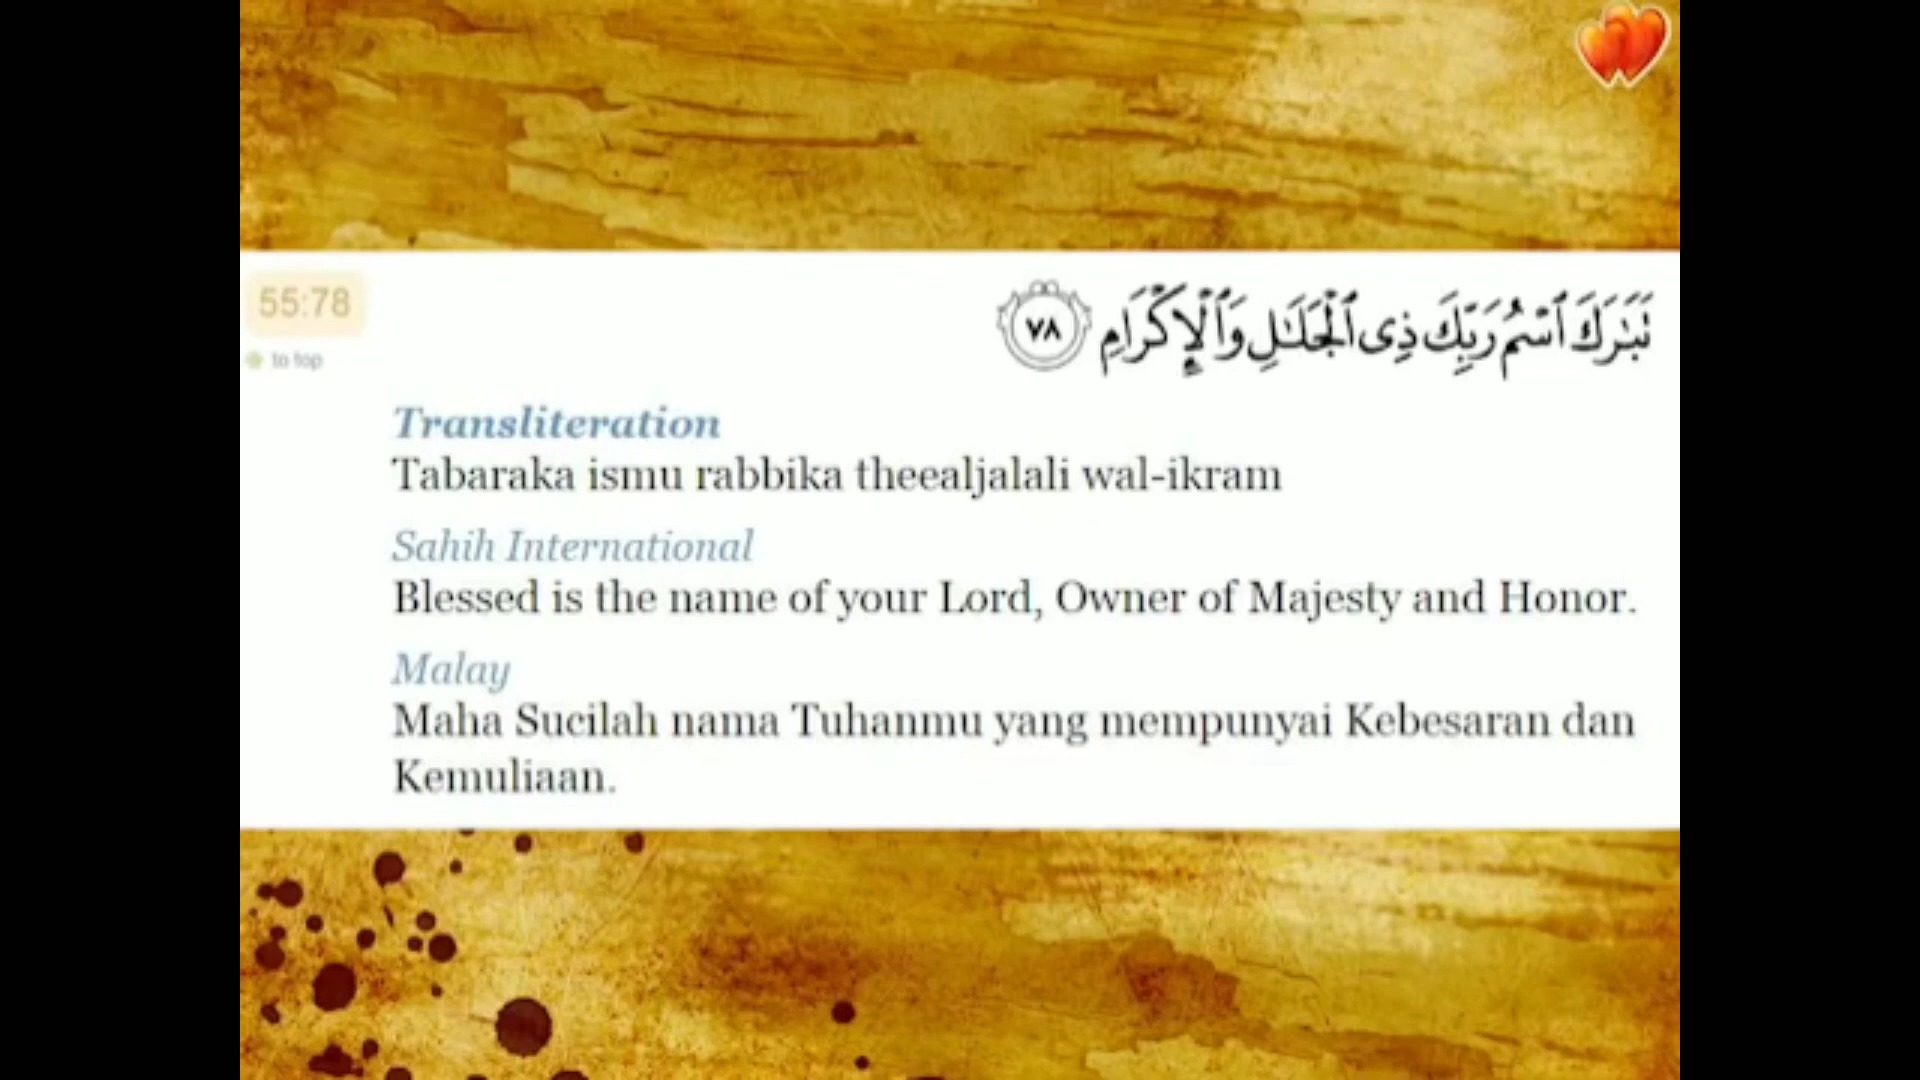 55:78
تَبَٰرَكَ ٱسْمُ رَبِّكَ ذِى ٱلْجَلَٰلِ وَٱلْإِكْرَامِ ٧٨
to top
Transliteration
Tabaraka ismu rabbika theealjalali wal-ikram
Sahih International
Blessed is the name of your Lord, Owner of Majesty and Honor.
Malay
Maha Sucilah nama Tuhanmu yang mempunyai Kebesaran dan
Kemuliaan.